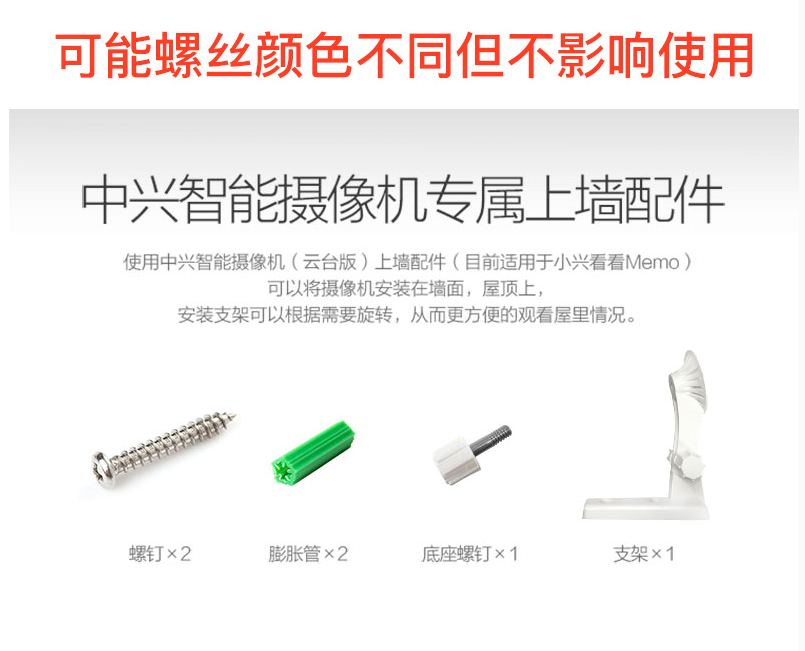 可能螺丝颜色不同但不影响使用
中兴智能摄像机专属上墙配件
使用中兴智能摄像机（云台版）上墙配件（目前适用于小兴看看Memo）
可以将摄像机安装在墙面，屋顶上，
安装支架可以根据需要旋转，从而更方便的观看屋里情况。
螺钉×2
膨胀管×2
底座螺钉×1
支架×1